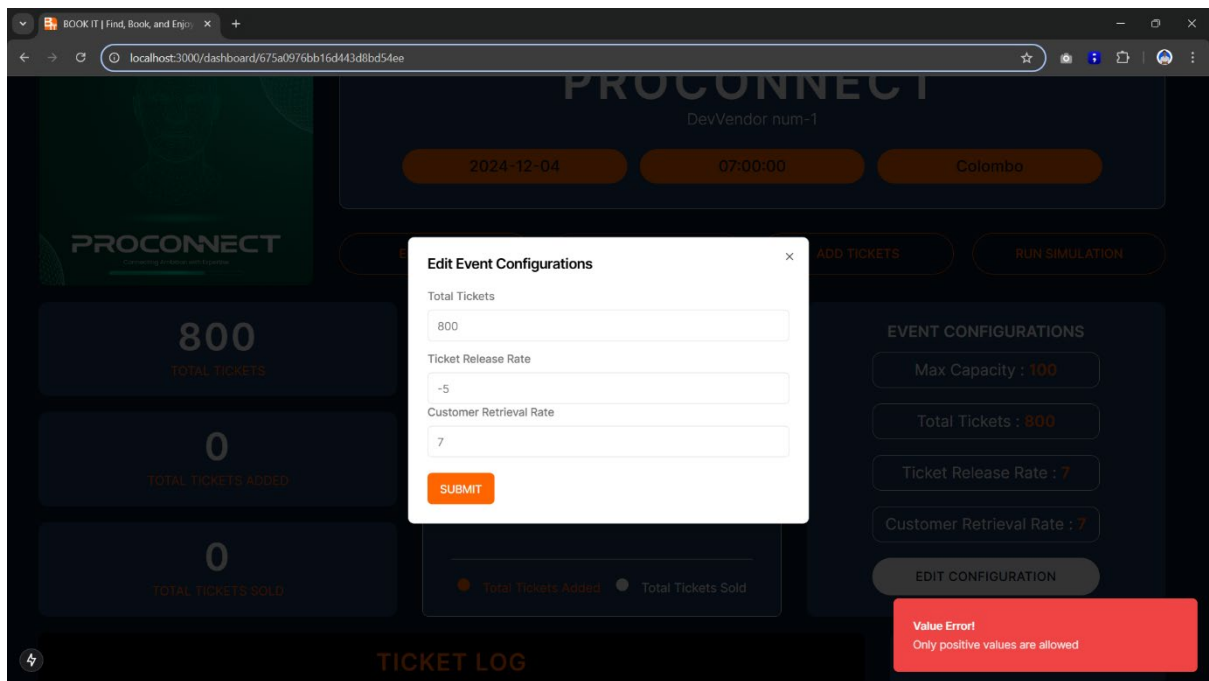 BOOK IT | Find, Book, and Enjoy
localhost:3000/dashboard/675a0976bb16d443d8bd54ee
PROCONNECT
DevVendor num-1
2024-12-04
07:00:00
Colombo
PROCONNECT
E
ADD TICKETS
RUN SIMULATION
Edit Event Configurations
Total Tickets
800
Ticket Release Rate
-5
Customer Retrieval Rate
7
SUBMIT
800
TOTAL TICKETS
0
TOTAL TICKETS ADDED
0
TOTAL TICKETS SOLD
Total Tickets Added
Total Tickets Sold
EVENT CONFIGURATIONS
Max Capacity : 100
Total Tickets : 800
Ticket Release Rate : 7
Customer Retrieval Rate : 7
EDIT CONFIGURATION
Value Error!
Only positive values are allowed
TICKET LOG